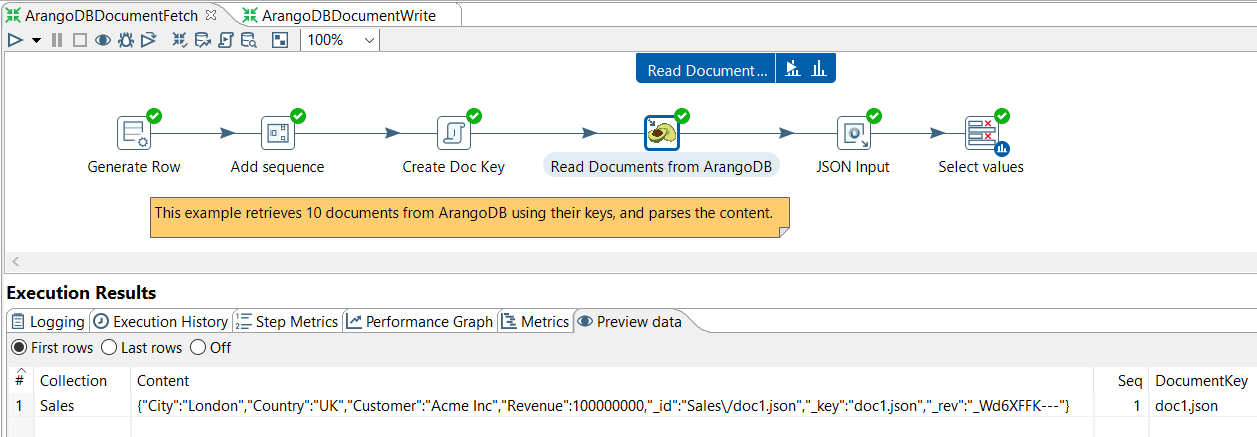 ArangoDBDocumentFetch
ArangoDBDocumentWrite
100%
Read Document ...
Generate Row
Add sequence
Create Doc Key
Read Documents from ArangoDB
JSON Input
Select values
This example retrieves 10 documents from ArangoDB using their keys, and parses the content.
Execution Results
Logging
Execution History
Step Metrics
Performance Graph
Metrics
Preview data
First rows
Last rows
Off
# Collection Content Seq DocumentKey
1 Sales {"City":"London","Country":"UK","Customer":"Acme Inc","Revenue":100000000,"_id":"Sales\/doc1.json","_key":"doc1.json","_rev":"_Wd6XFFK---"} 1 doc1.json